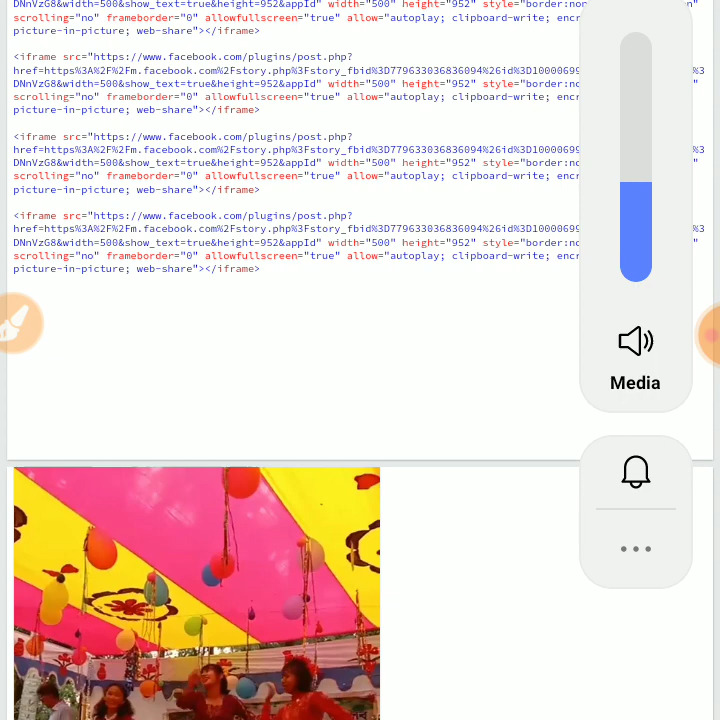 DNnVzG8&width=500&show_text=true&height=952&appId" width="500" height="952" style="border:non
scrolling="no" frameborder="0" allowfullscreen="true" allow="autoplay; clipboard-write; encr
picture-in-picture; web-share"></iframe>
<iframe src="https://www.facebook.com/plugins/post.php?
href=https%3A%2F%2Fm.facebook.com%2Fstory.php%3Fstory_fbid%3D779633036836094%26id%3D10000699
DNnVzG8&width=500&show_text=true&height=952&appId" width="500" height="952" style="border:no
scrolling="no" frameborder="0" allowfullscreen="true" allow="autoplay; clipboard-write; encr
picture-in-picture; web-share"></iframe>
<iframe src="https://www.facebook.com/plugins/post.php?
href=https%3A%2F%2Fm.facebook.com%2Fstory.php%3Fstory_fbid%3D779633036836094%26id%3D10000699
DNnVzG8&width=500&show_text=true&height=952&appId" width="500" height="952" style="border:no
scrolling="no" frameborder="0" allowfullscreen="true" allow="autoplay; clipboard-write; encr
picture-in-picture; web-share"></iframe>
<iframe src="https://www.facebook.com/plugins/post.php?
href=https%3A%2F%2Fm.facebook.com%2Fstory.php%3Fstory_fbid%3D779633036836094%26id%3D10000699
DNnVzG8&width=500&show_text=true&height=952&appId" width="500" height="952" style="border:no
scrolling="no" frameborder="0" allowfullscreen="true" allow="autoplay; clipboard-write; encr
picture-in-picture; web-share"></iframe>
Media